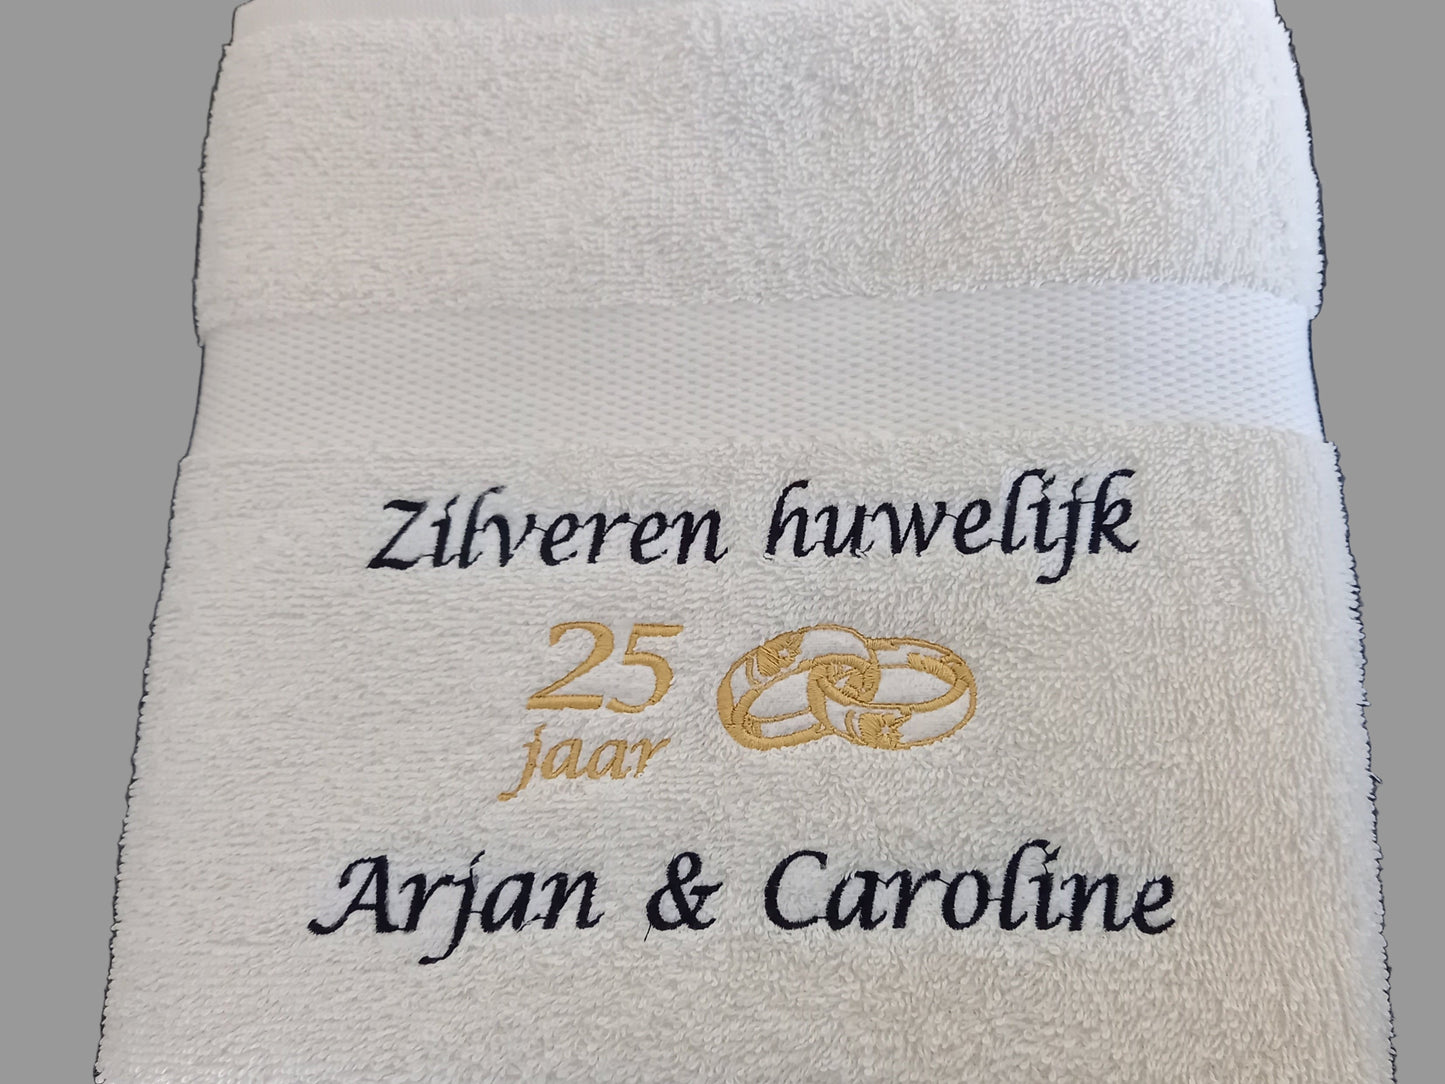 Zilveren huwelijk
25
jaar
Arjan & Caroline